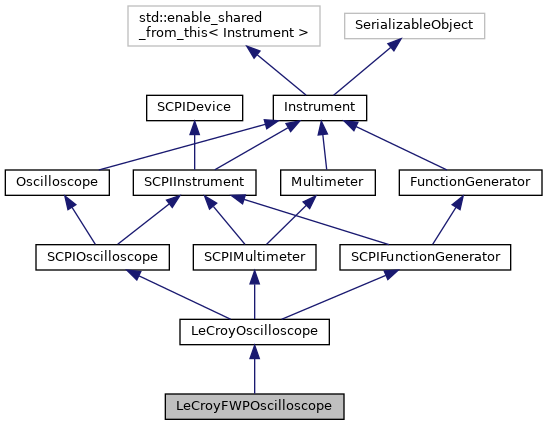 std::enable_shared
_from_this< Instrument >
SerializableObject
SCPIDevice
Instrument
Oscilloscope
SCPIInstrument
Multimeter
FunctionGenerator
SCPIOscilloscope
SCPIMultimeter
SCPIFunctionGenerator
LeCroyOscilloscope
LeCroyFWPOscilloscope